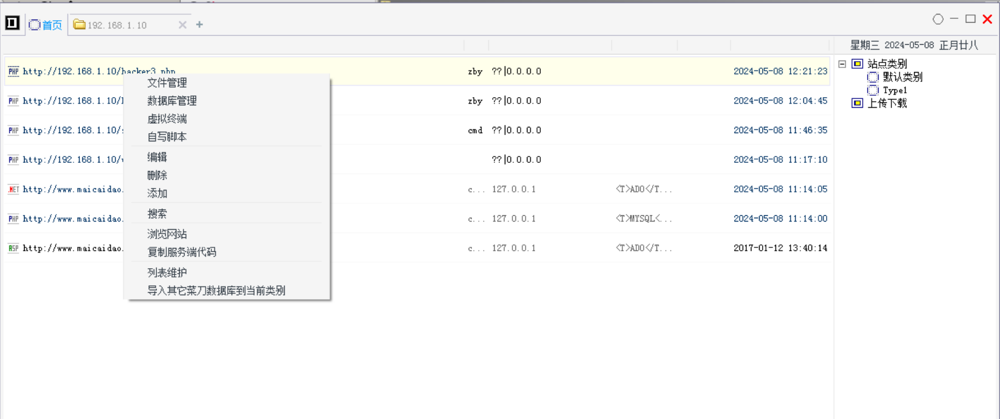 首页
192.168.1.10
星期三 2024-05-08 正月廿八
PHP http://192.168.1.10/hacker3.php zby ??|0.0.0.0 2024-05-08 12:21:23
PHP http://192.168.1.10/ zby ??|0.0.0.0 2024-05-08 12:04:45
PHP http://192.168.1.10/ cmd ??|0.0.0.0 2024-05-08 11:46:35
PHP http://192.168.1.10/ ??|0.0.0.0 2024-05-08 11:17:10
.NET http://www.maicaidao. c... 127.0.0.1 <T>ADO</T... 2024-05-08 11:14:05
PHP http://www.maicaidao. c... 127.0.0.1 <T>MYSQL<... 2024-05-08 11:14:00
ASP http://www.maicaidao. c... 127.0.0.1 <T>ADO</T... 2017-01-12 13:40:14
文件管理
数据库管理
虚拟终端
自写脚本
编辑
删除
添加
搜索
浏览网站
复制服务端代码
列表维护
导入其它菜刀数据库到当前类别
站点类别
默认类别
Type1
上传下载